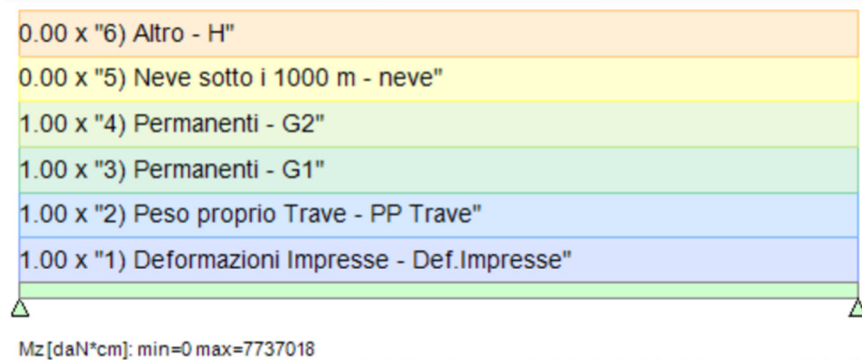 0.00 x "6) Altro - H"
0.00 x "5) Neve sotto i 1000 m - neve"
1.00 x "4) Permanenti - G2"
1.00 x "3) Permanenti - G1"
1.00 x "2) Peso proprio Trave - PP Trave"
1.00 x "1) Deformazioni Impresse - Def.Impresse"
Mz [daN*cm]: min=0 max=7737018